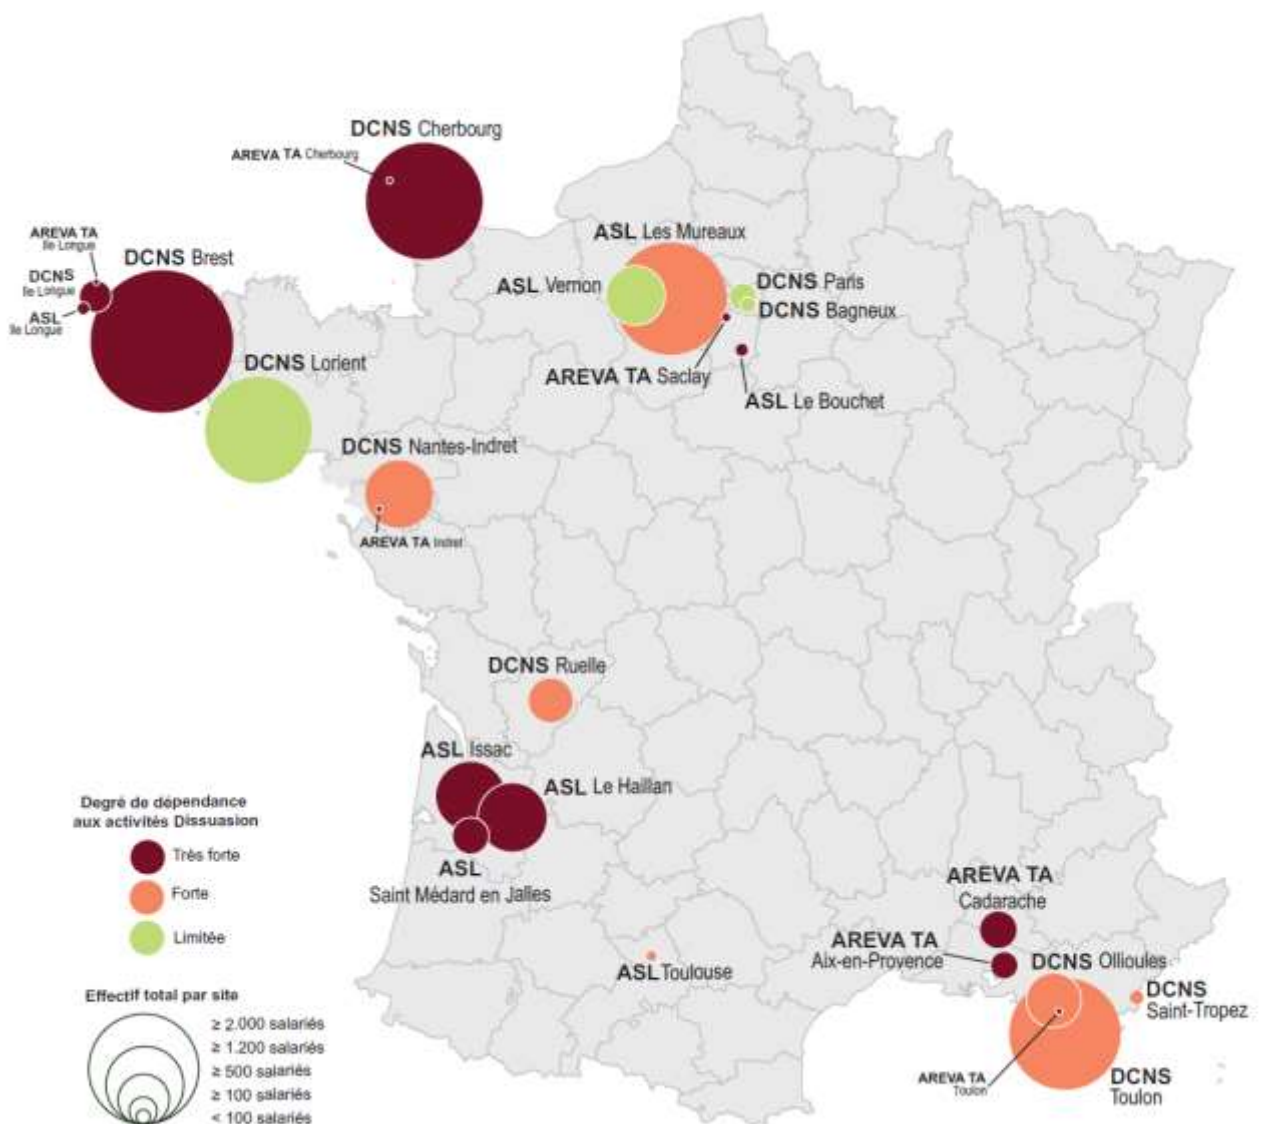 DCNS Cherbourg
AREVA TA Cherbourg
AREVA TA
Ile Longue
DCNS Brest
DCNS
Ile Longue
ASL
Ile Longue
ASL Les Mureaux
ASL Vernon
DCNS Paris
DCNS Bagneux
DCNS Lorient
AREVA TA Saclay
ASL Le Bouchet
DCNS Nantes-Indret
AREVA TA Indret
DCNS Ruelle
ASL Issac
ASL Le Haillan
ASL
Saint Médard en Jalles
Degré de dépendance
aux activités Dissuasion
Très forte
Forte
Limitée
AREVA TA
Cadarache
AREVA TA
Aix-en-Provence
DCNS Ollioules
ASL Toulouse
DCNS
Saint-Tropez
AREVA TA
Toulon
DCNS
Toulon
Effectif total par site
≥ 2.000 salariés
≥ 1.200 salariés
≥ 500 salariés
≥ 100 salariés
< 100 salariés